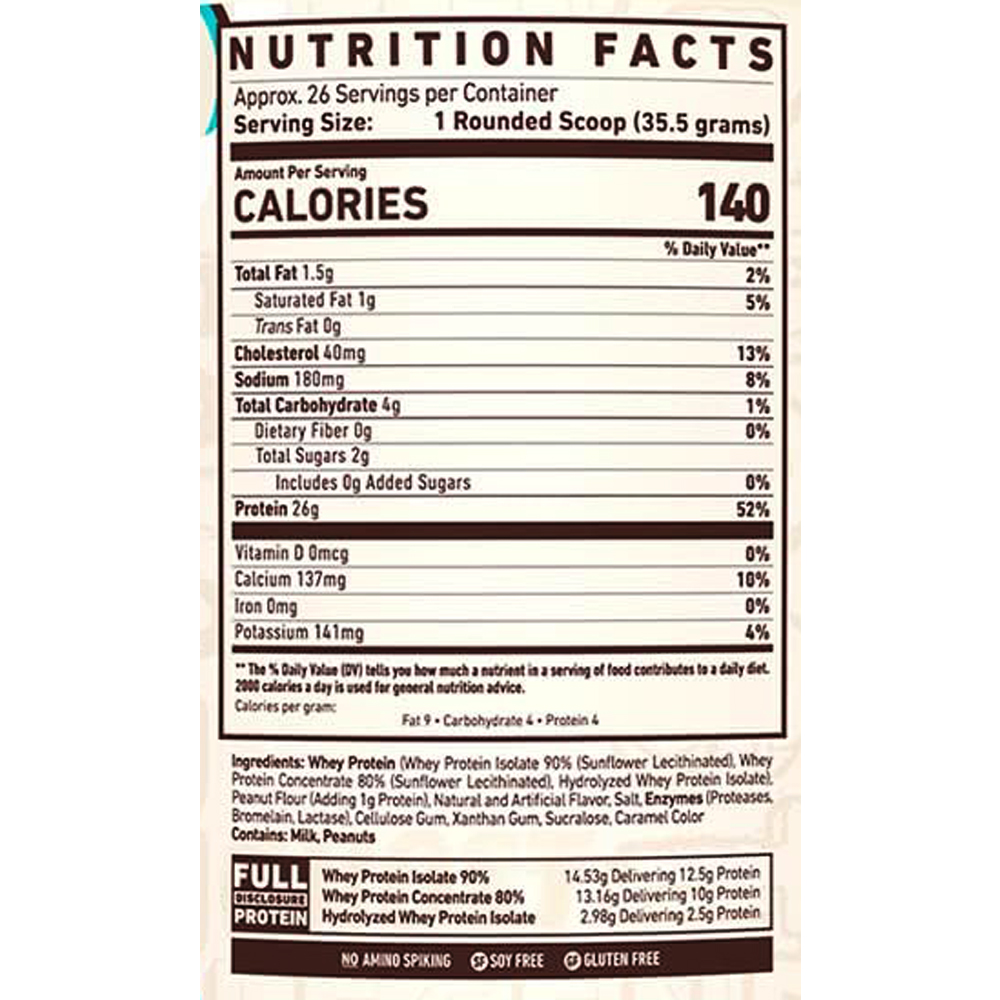 NUTRITION FACTS
Approx. 26 Servings per Container
Serving Size: 1 Rounded Scoop (35.5 grams)
Amount Per Serving
CALORIES 140
% Daily Value**
Total Fat 1.5g 2%
Saturated Fat 1g 5%
Trans Fat 0g
Cholesterol 40mg 13%
Sodium 180mg 8%
Total Carbohydrate 4g 1%
Dietary Fiber 0g 0%
Total Sugars 2g
Includes 0g Added Sugars 0%
Protein 26g 52%
Vitamin D 0mcg 0%
Calcium 137mg 10%
Iron 0mg 0%
Potassium 141mg 4%
** The % Daily Value (DV) tells you how much a nutrient in a serving of food contributes to a daily diet.
2000 calories a day is used for general nutrition advice.
Calories per gram:
Fat 9 • Carbohydrate 4 • Protein 4
Ingredients: Whey Protein (Whey Protein Isolate 90% (Sunflower Lecithinated), Whey
Protein Concentrate 80% (Sunflower Lecithinated), Hydrolyzed Whey Protein Isolate),
Peanut Flour (Adding 1g Protein), Natural and Artificial Flavor, Salt, Enzymes (Proteases,
Bromelain, Lactase), Cellulose Gum, Xanthan Gum, Sucralose, Caramel Color
Contains: Milk, Peanuts
FULL
DISCLOSURE
PROTEIN
Whey Protein Isolate 90% 14.53g Delivering 12.5g Protein
Whey Protein Concentrate 80% 13.16g Delivering 10g Protein
Hydrolyzed Whey Protein Isolate 2.98g Delivering 2.5g Protein
NO AMINO SPIKING SF SOY FREE GF GLUTEN FREE